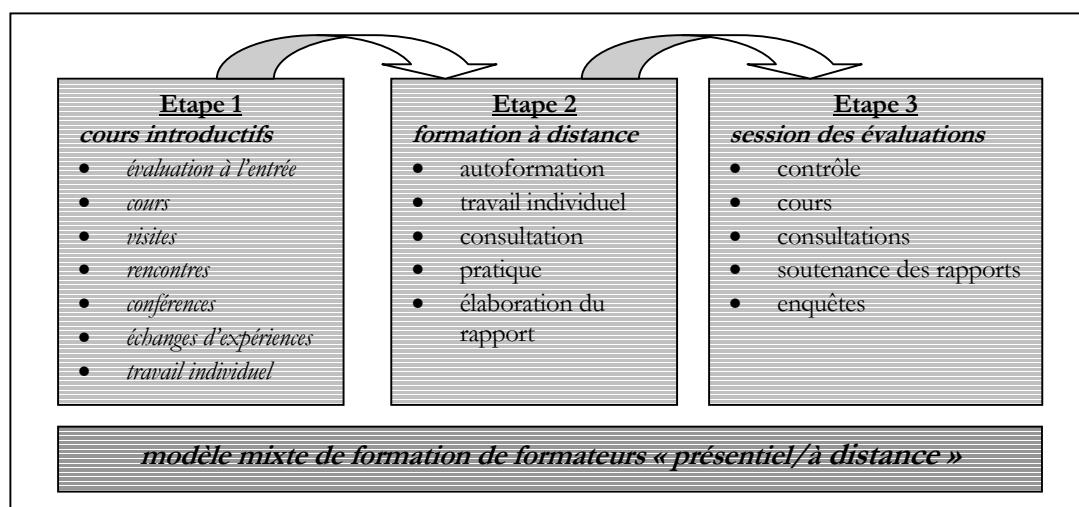 Etape 1
cours introductifs
• évaluation à l'entrée
• cours
• visites
• rencontres
• conférences
• échanges d'expériences
• travail individuel
Etape 2
formation à distance
• autoformation
• travail individuel
• consultation
• pratique
• élaboration du
rapport
Etape 3
session des évaluations
• contrôle
• cours
• consultations
• soutenance des rapports
• enquêtes
modèle mixte de formation de formateurs « présentiel/à distance »